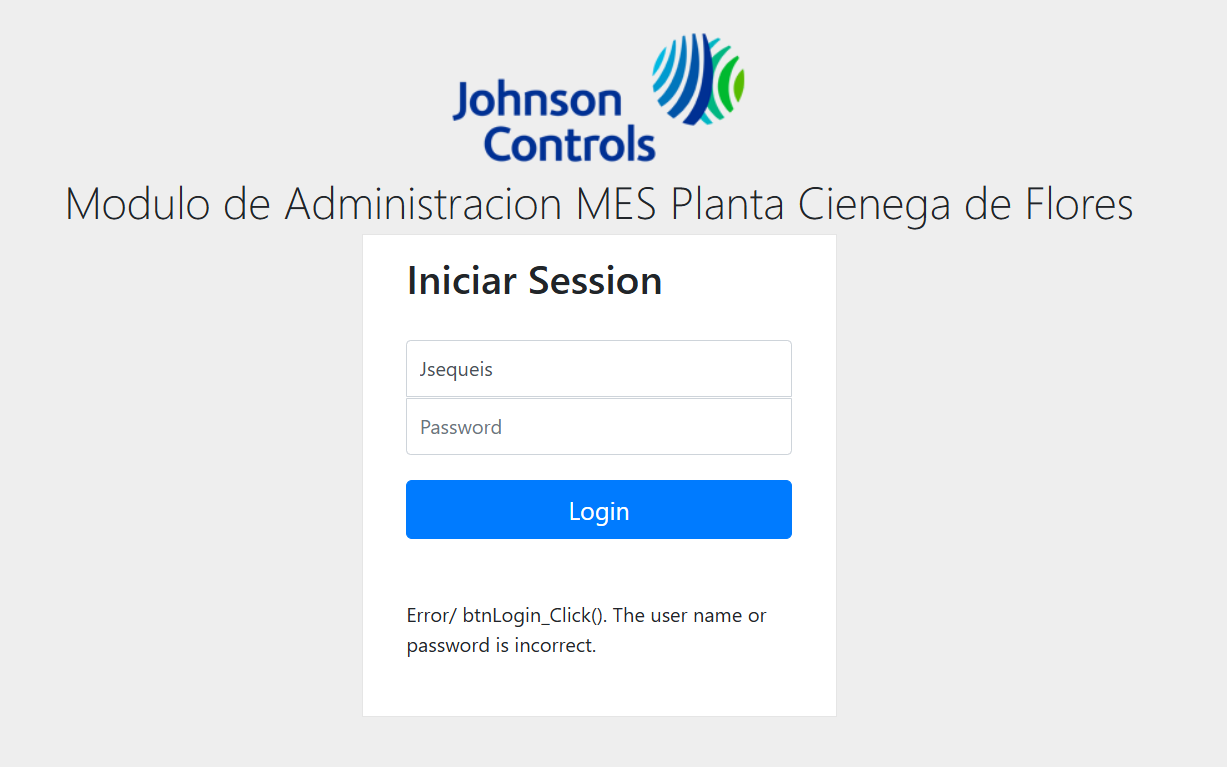 Johnson
Controls
Modulo de Administracion MES Planta Cienega de Flores
Iniciar Session
Jsequeis
Password
Login
Error/ btnLogin_Click(). The user name or
password is incorrect.